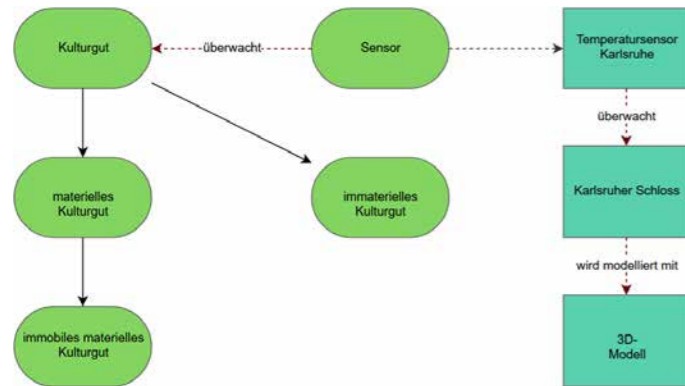 Kulturgut
überwacht
Sensor
Temperatursensor
Karlsruhe
überwacht
materielles
Kulturgut
immaterielles
Kulturgut
Karlsruher Schloss
wird modelliert mit
immobiles materielles
Kulturgut
3D-
Modell